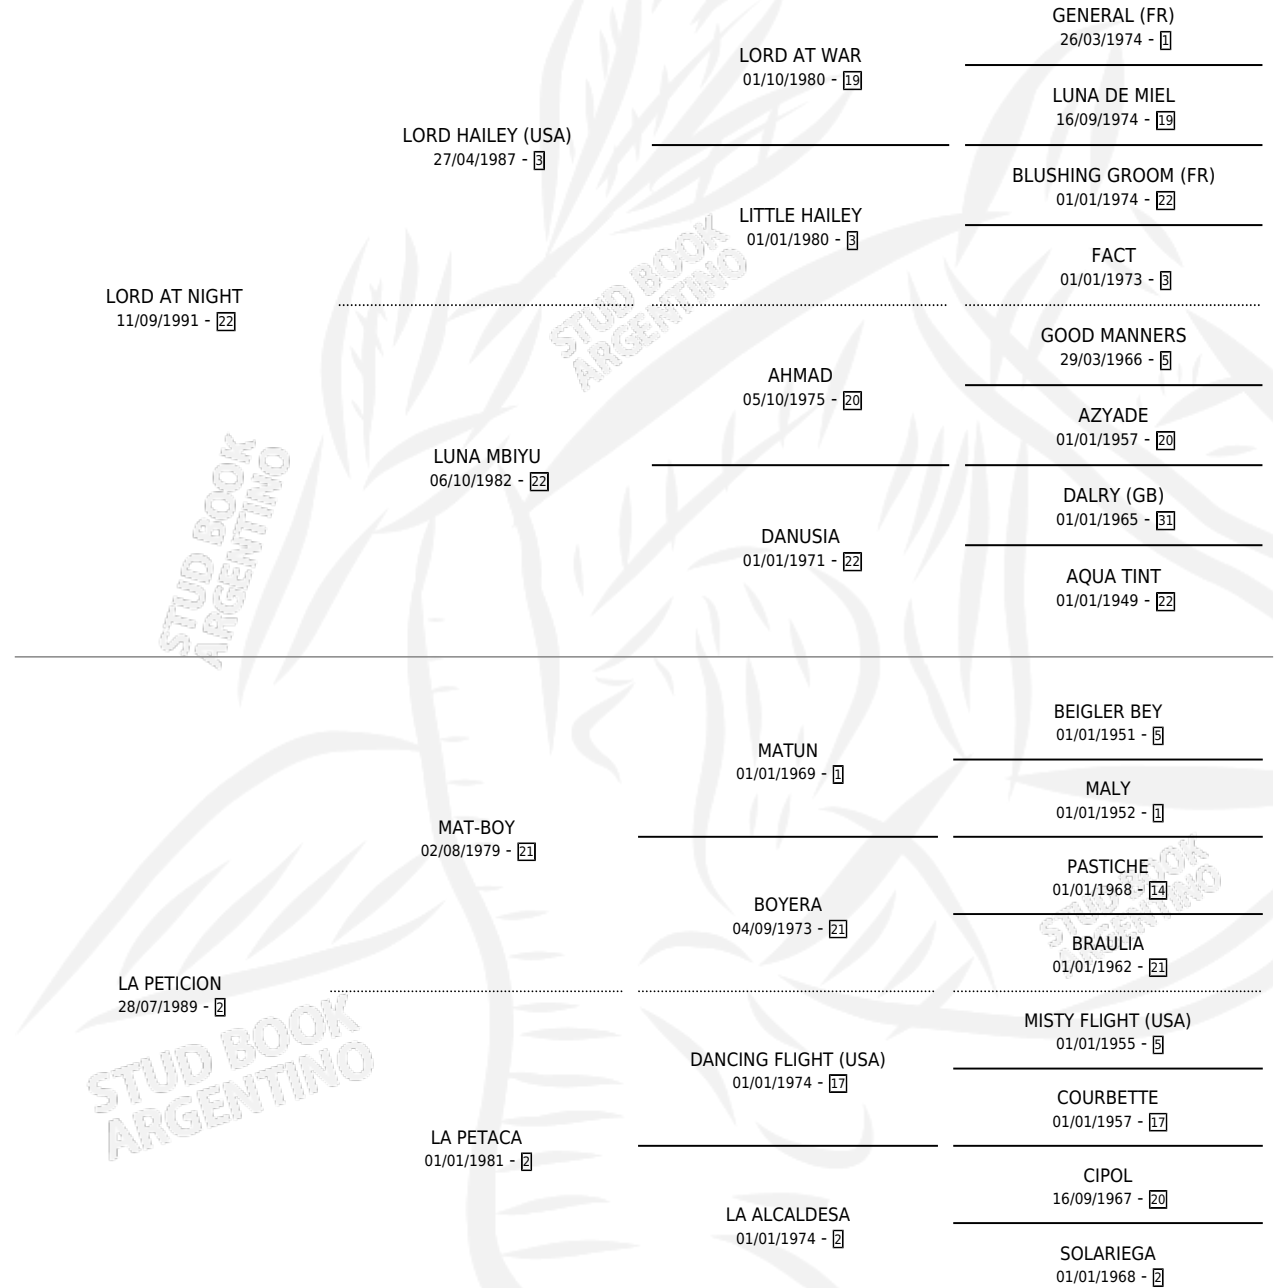 GENERAL (FR)
26/03/1974 - 1
LORD AT WAR
01/10/1980 - 19
LUNA DE MIEL
16/09/1974 - 19
LORD HAILEY (USA)
27/04/1987 - 3
BLUSHING GROOM (FR)
01/01/1974 - 22
LITTLE HAILEY
01/01/1980 - 3
FACT
01/01/1973 - 3
LORD AT NIGHT
11/09/1991 - 22
STUD BOOK
ARGENTINO
GOOD MANNERS
29/03/1966 - 5
AHMAD
05/10/1975 - 20
AZYADE
01/01/1957 - 20
LUNA MBIYU
06/10/1982 - 22
DALRY (GB)
01/01/1965 - 31
DANUSIA
01/01/1971 - 22
AQUA TINT
01/01/1949 - 22
STUD BOOK
ARGENTINO
BEIGLER BEY
01/01/1951 - 5
MATUN
01/01/1969 - 1
MALY
01/01/1952 - 1
MAT-BOY
02/08/1979 - 21
PASTICHE
01/01/1968 - 14
BOYERA
04/09/1973 - 21
BRAULIA
01/01/1962 - 21
STUD BOOK
ARGENTINO
LA PETICION
28/07/1989 - 2
MISTY FLIGHT (USA)
01/01/1955 - 5
DANCING FLIGHT (USA)
01/01/1974 - 17
COURBETTE
01/01/1957 - 17
STUD BOOK
ARGENTINO
LA PETACA
01/01/1981 - 2
CIPOL
16/09/1967 - 20
LA ALCALDESA
01/01/1974 - 2
SOLARIEGA
01/01/1968 - 2